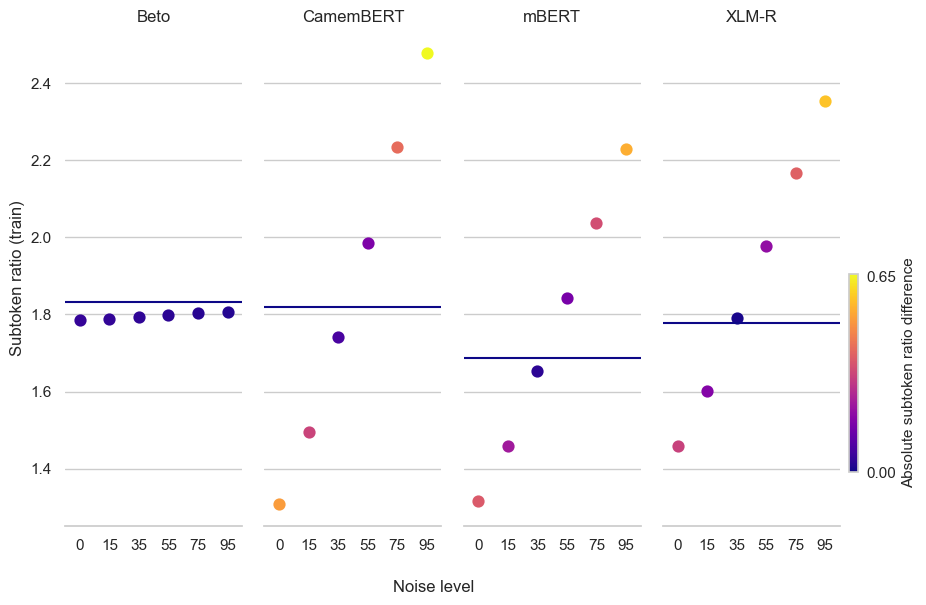 Beto CamemBERT mBERT XLM-R
Subtoken ratio (train)
2.4
2.2
2.0
1.8
1.6
1.4
0 15 35 55 75 95 0 15 35 55 75 95 0 15 35 55 75 95 0 15 35 55 75 95
Noise level
0.65
0.00
Absolute subtoken ratio difference